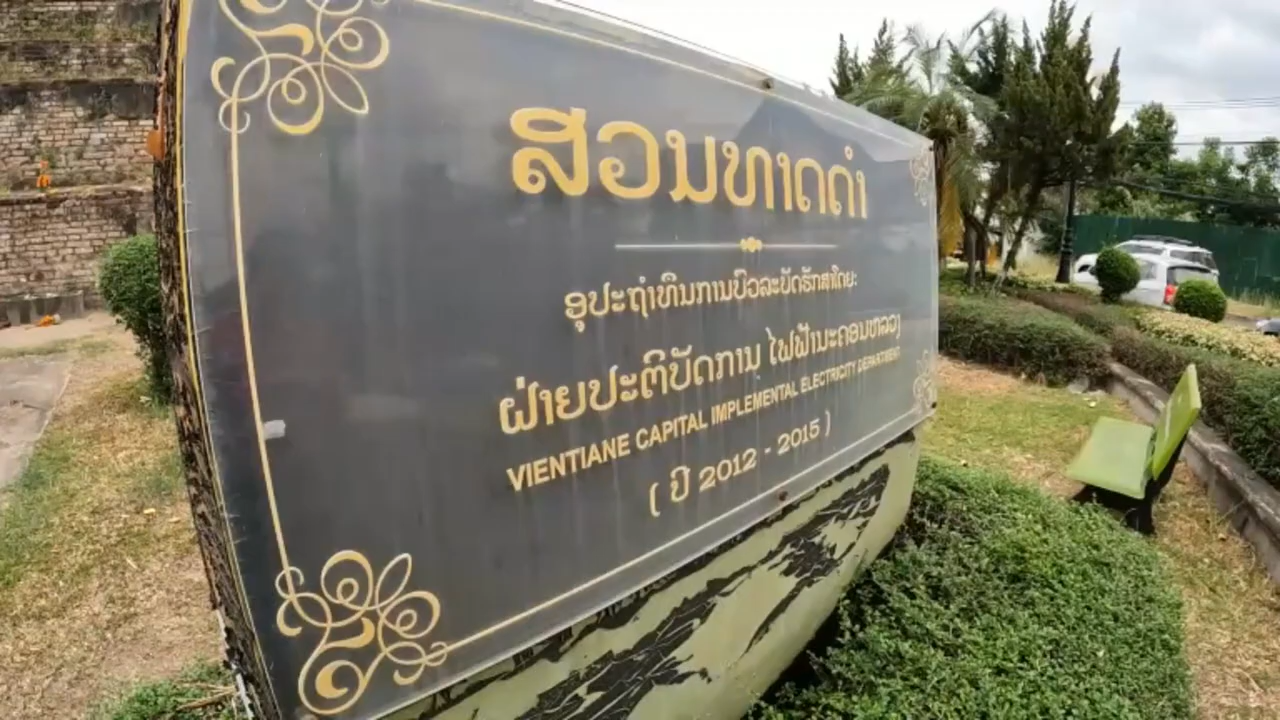 ສວນທາດດຳ
ອຸປະຖຳທຶນການບົວລະບັດຮັກສາໂດຍ:
ຝ່າຍປະຕິບັດການ ໄຟຟ້ານະຄອນຫລວງ
VIENTIANE CAPITAL IMPLEMENTAL ELECTRICITY DEPARTMENT
( ປີ 2012 - 2015 )